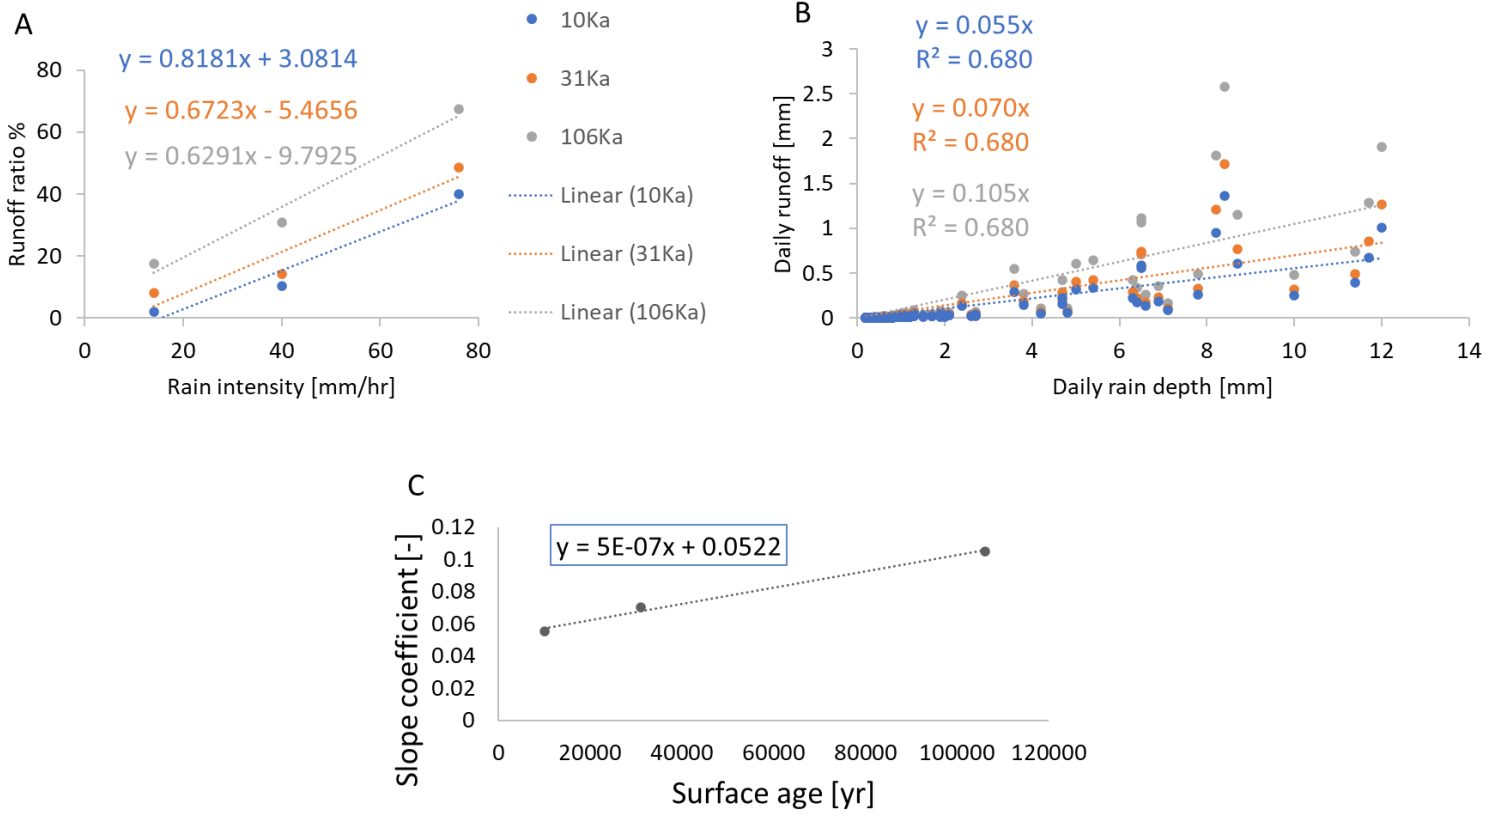 A
y = 0.8181x + 3.0814
y = 0.6723x - 5.4656
y = 0.6291x - 9.7925
80
60
40
20
0
0
20
40
60
80
Runoff ratio %
Rain intensity [mm/hr]
10Ka
31Ka
106Ka
Linear (10Ka)
Linear (31Ka)
Linear (106Ka)
B
y = 0.055x
R² = 0.680
y = 0.070x
R² = 0.680
y = 0.105x
R² = 0.680
3
2.5
2
1.5
1
0.5
0
0
2
4
6
8
10
12
14
Daily runoff [mm]
Daily rain depth [mm]
C
y = 5E-07x + 0.0522
0.12
0.1
0.08
0.06
0.04
0.02
0
0
20000
40000
60000
80000
100000
120000
Slope coefficient [-]
Surface age [yr]